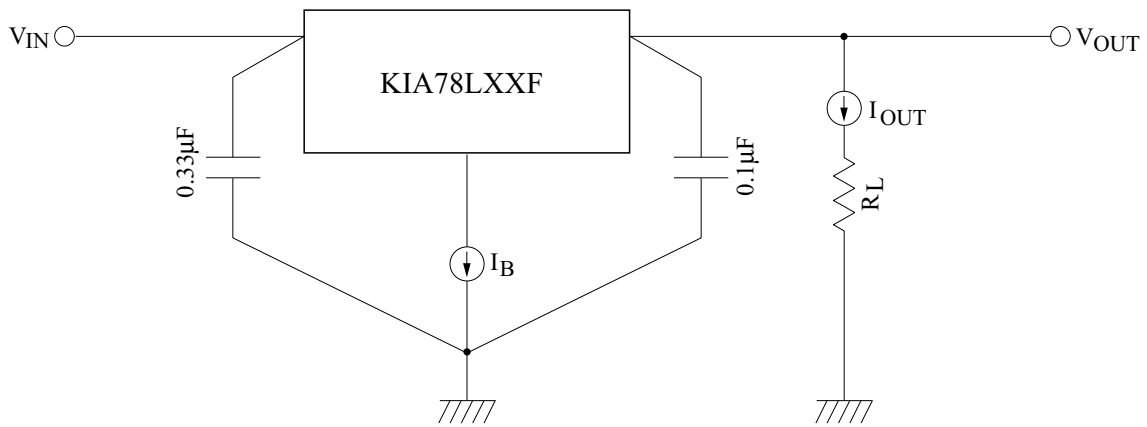 VIN
KIA78LXXF
VOUT
0.33μF
0.1μF
IOUT
RL
IB